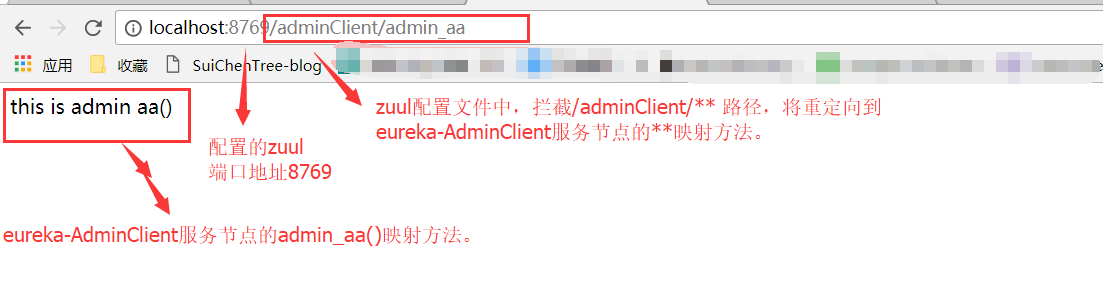 localhost:8769/adminClient/admin_aa
应用 收藏 SuiChenTree-blog
this is admin aa()
zuul配置文件中，拦截/adminClient/** 路径，将重定向到
eureka-AdminClient服务节点的**映射方法。
配置的zuul
端口地址8769
eureka-AdminClient服务节点的admin_aa()映射方法。